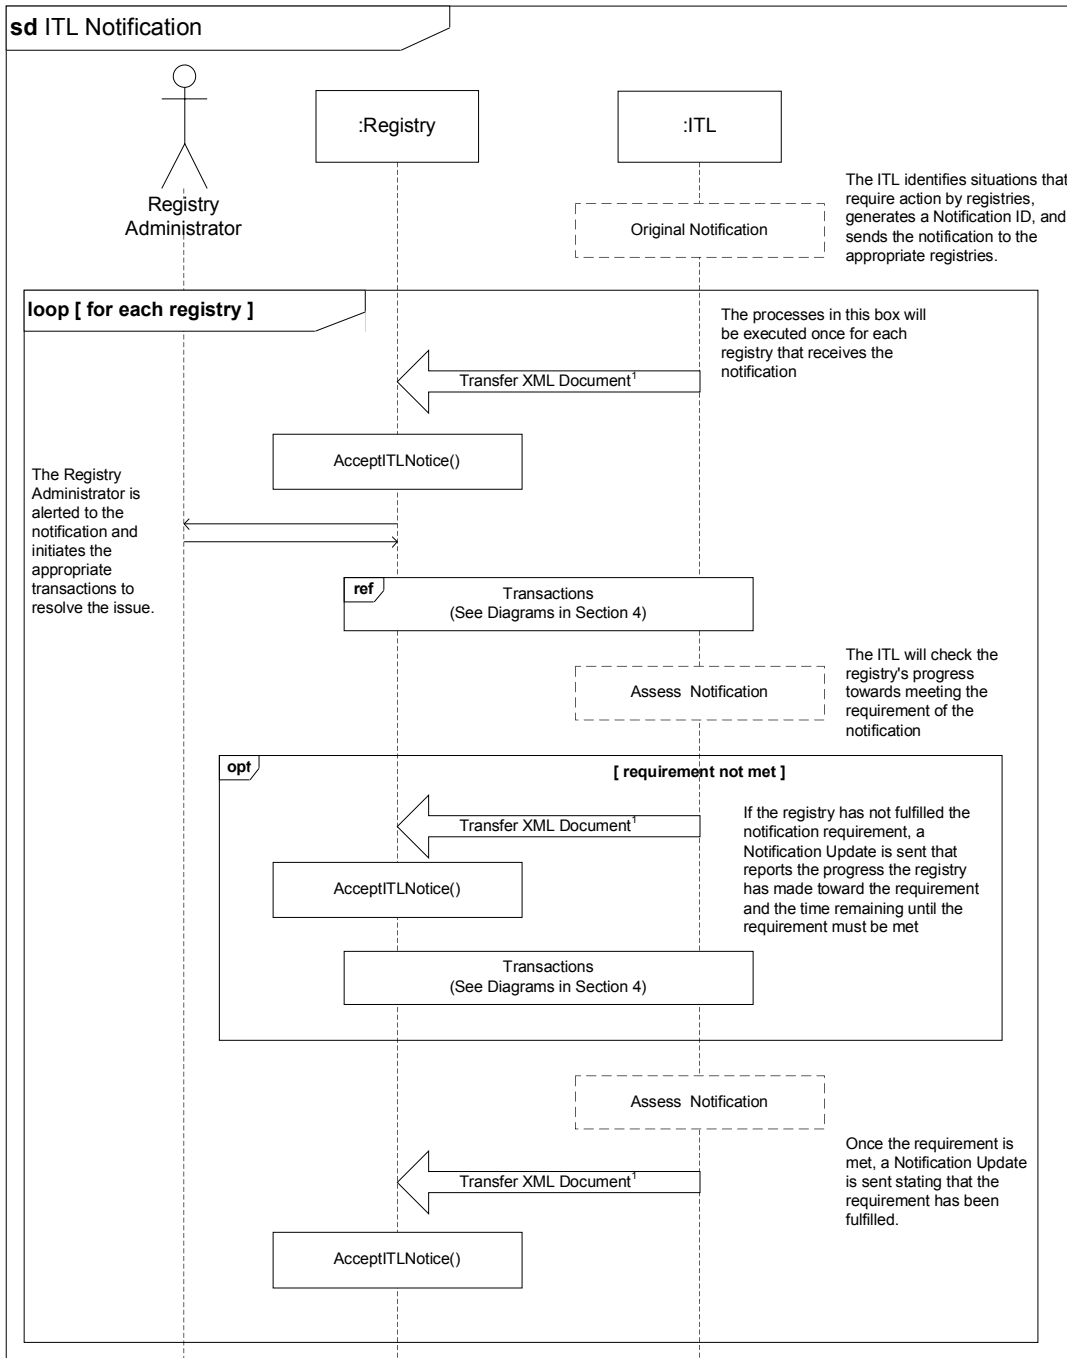 sd ITL Notification
:Registry
:ITL
Registry
Administrator
The ITL identifies situations that
require action by registries,
generates a Notification ID, and
sends the notification to the
appropriate registries.
Original Notification
loop [ for each registry ]
The processes in this box will
be executed once for each
registry that receives the
notification
Transfer XML Document1
AcceptITLNotice()
The Registry
Administrator is
alerted to the
notification and
initiates the
appropriate
transactions to
resolve the issue.
ref
Transactions
(See Diagrams in Section 4)
The ITL will check the
registry's progress
towards meeting the
requirement of the
notification
Assess Notification
opt
[ requirement not met ]
Transfer XML Document1
If the registry has not fulfilled the
notification requirement, a
Notification Update is sent that
reports the progress the registry
has made toward the requirement
and the time remaining until the
requirement must be met
AcceptITLNotice()
Transactions
(See Diagrams in Section 4)
Assess Notification
Once the requirement is
met, a Notification Update
is sent stating that the
requirement has been
fulfilled.
Transfer XML Document1
AcceptITLNotice()